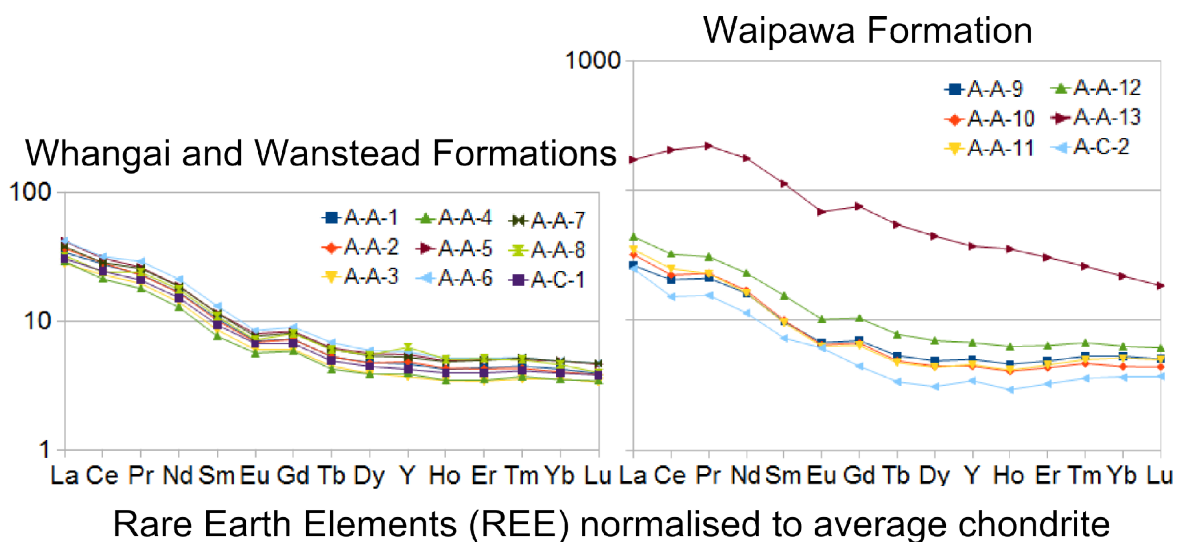 Waipawa Formation
1000
A-A-9 A-A-12
A-A-10 A-A-13
A-A-11 A-C-2
Whangai and Wanstead Formations
100
A-A-1 A-A-4 A-A-7
A-A-2 A-A-5 A-A-8
A-A-3 A-A-6 A-C-1
10
1
La Ce Pr Nd Sm Eu Gd Tb Dy Y Ho Er Tm Yb Lu
La Ce Pr Nd Sm Eu Gd Tb Dy Y Ho Er Tm Yb Lu
Rare Earth Elements (REE) normalised to average chondrite